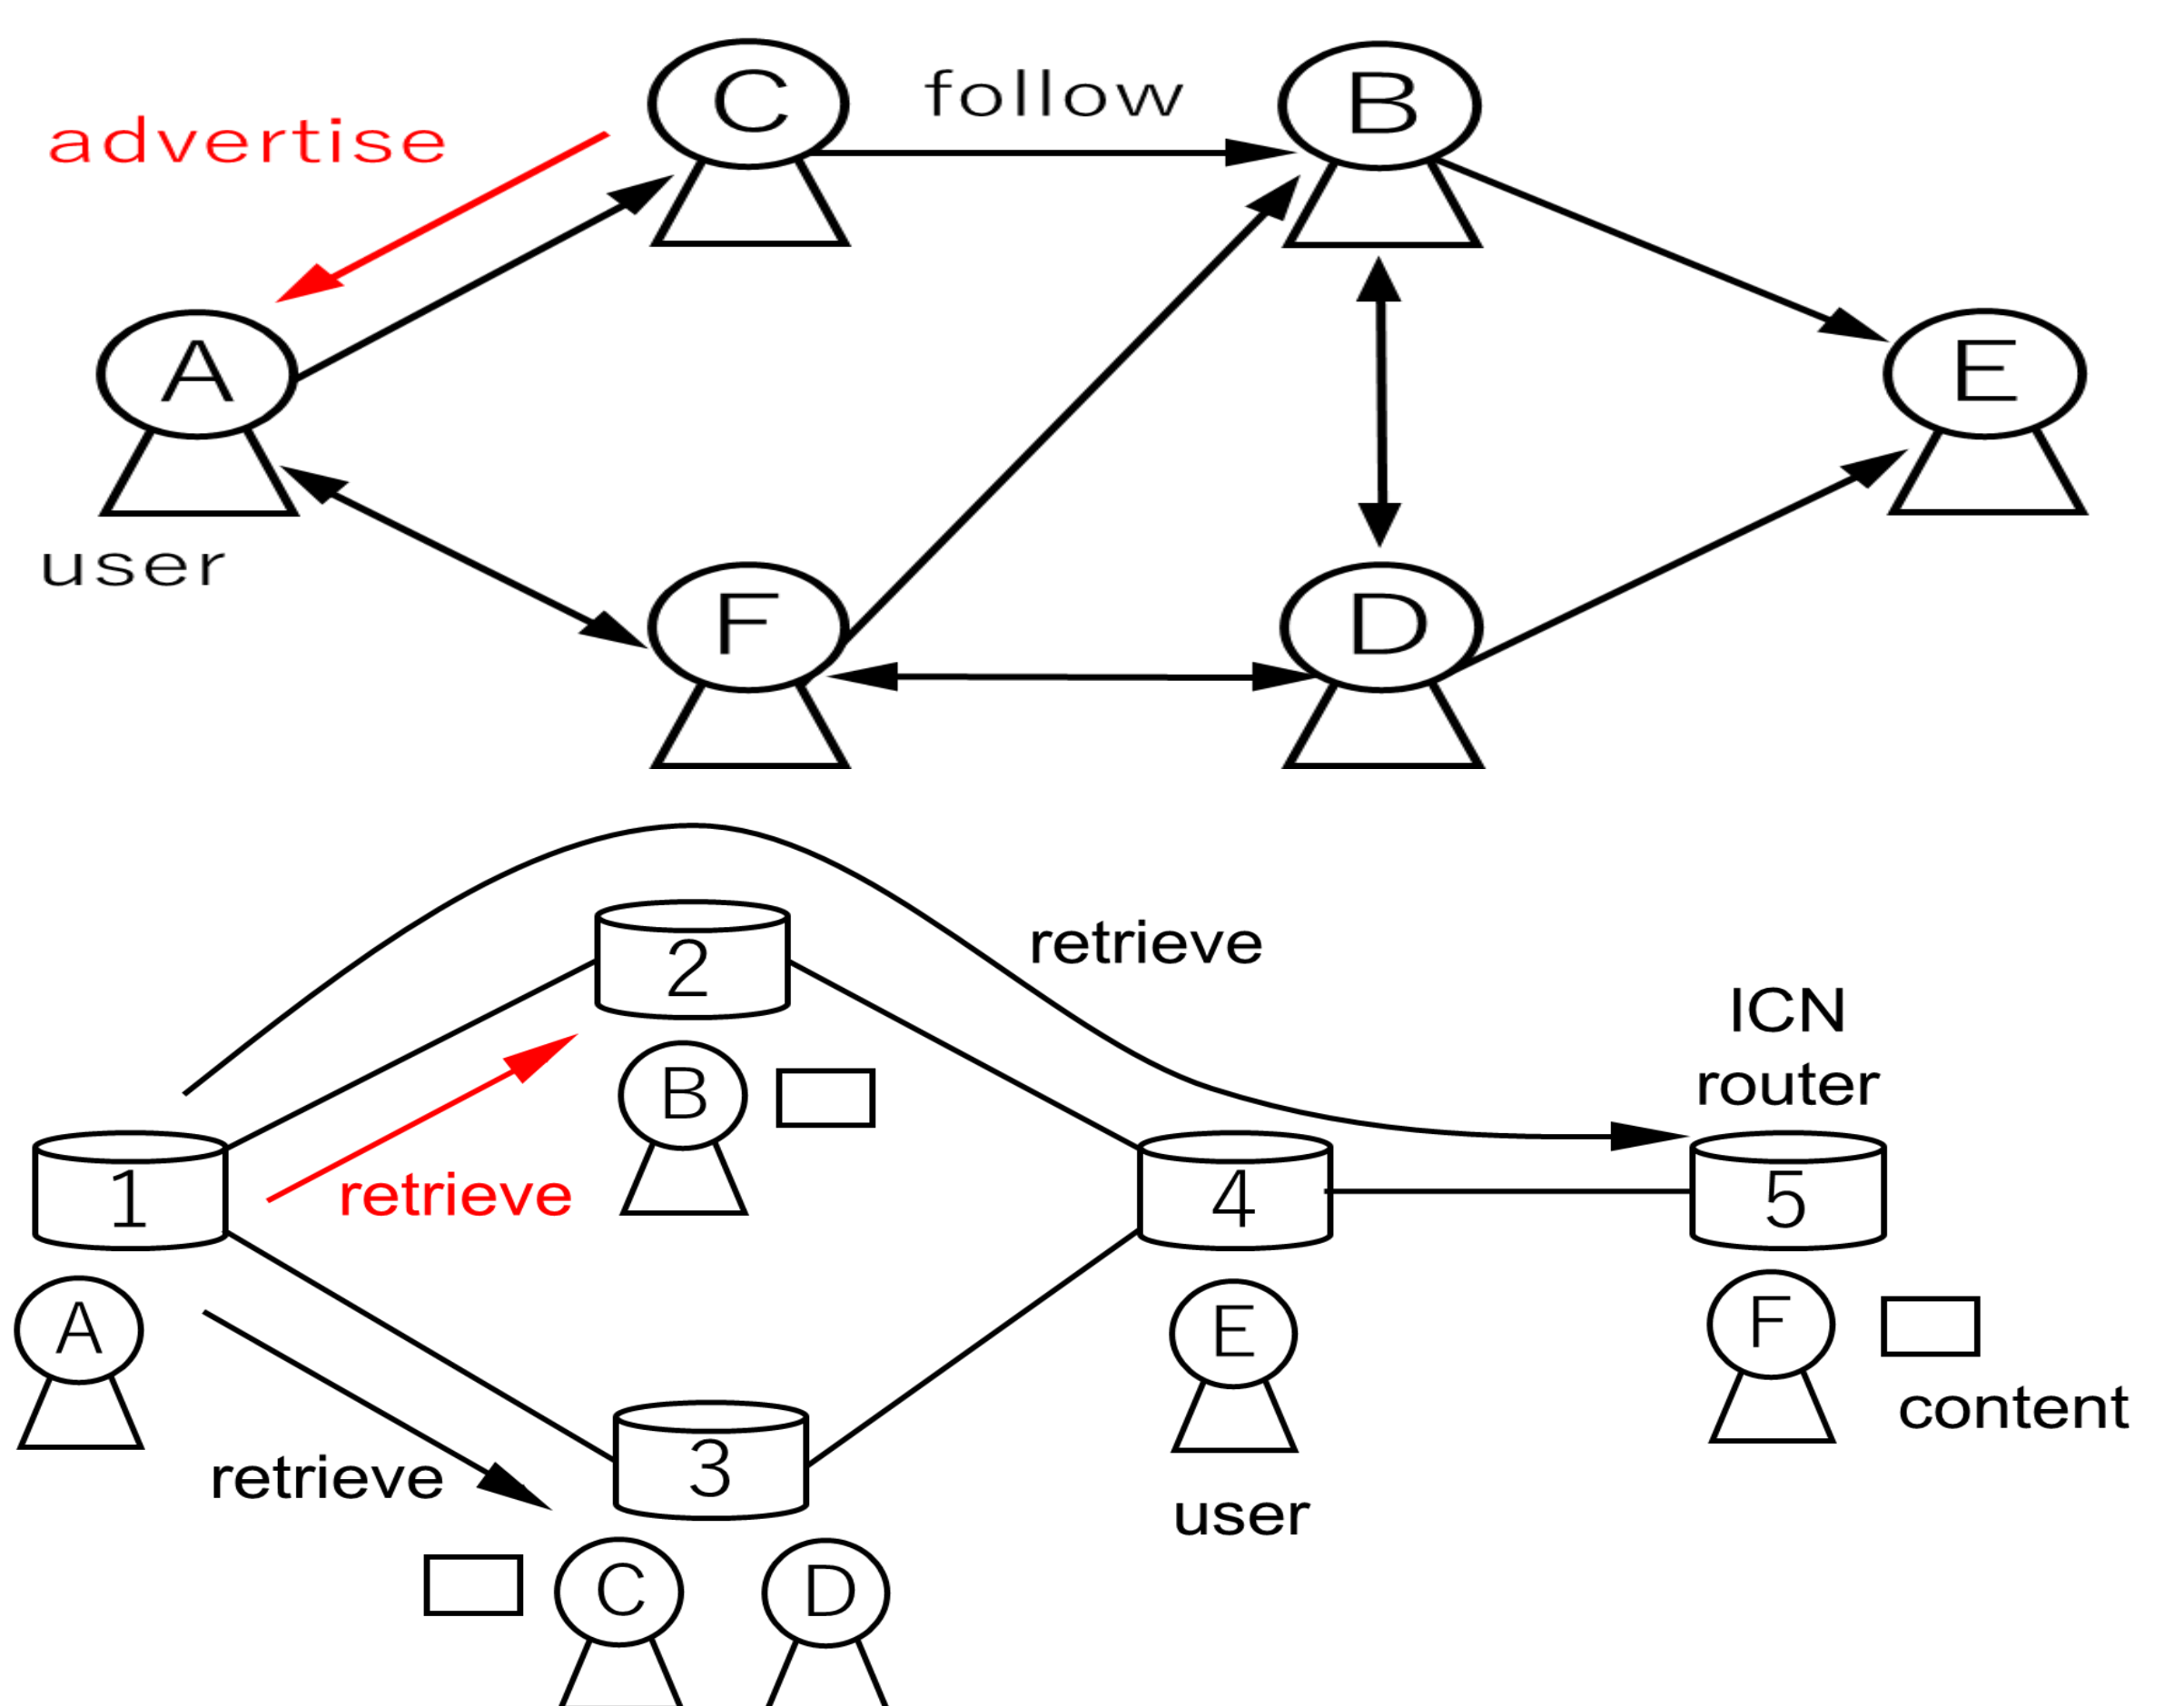 C
follow
B
advertise
A
E
user
F
D
2
retrieve
ICN
router
B
1
retrieve
4
5
A
E
F
content
retrieve
3
user
C
D